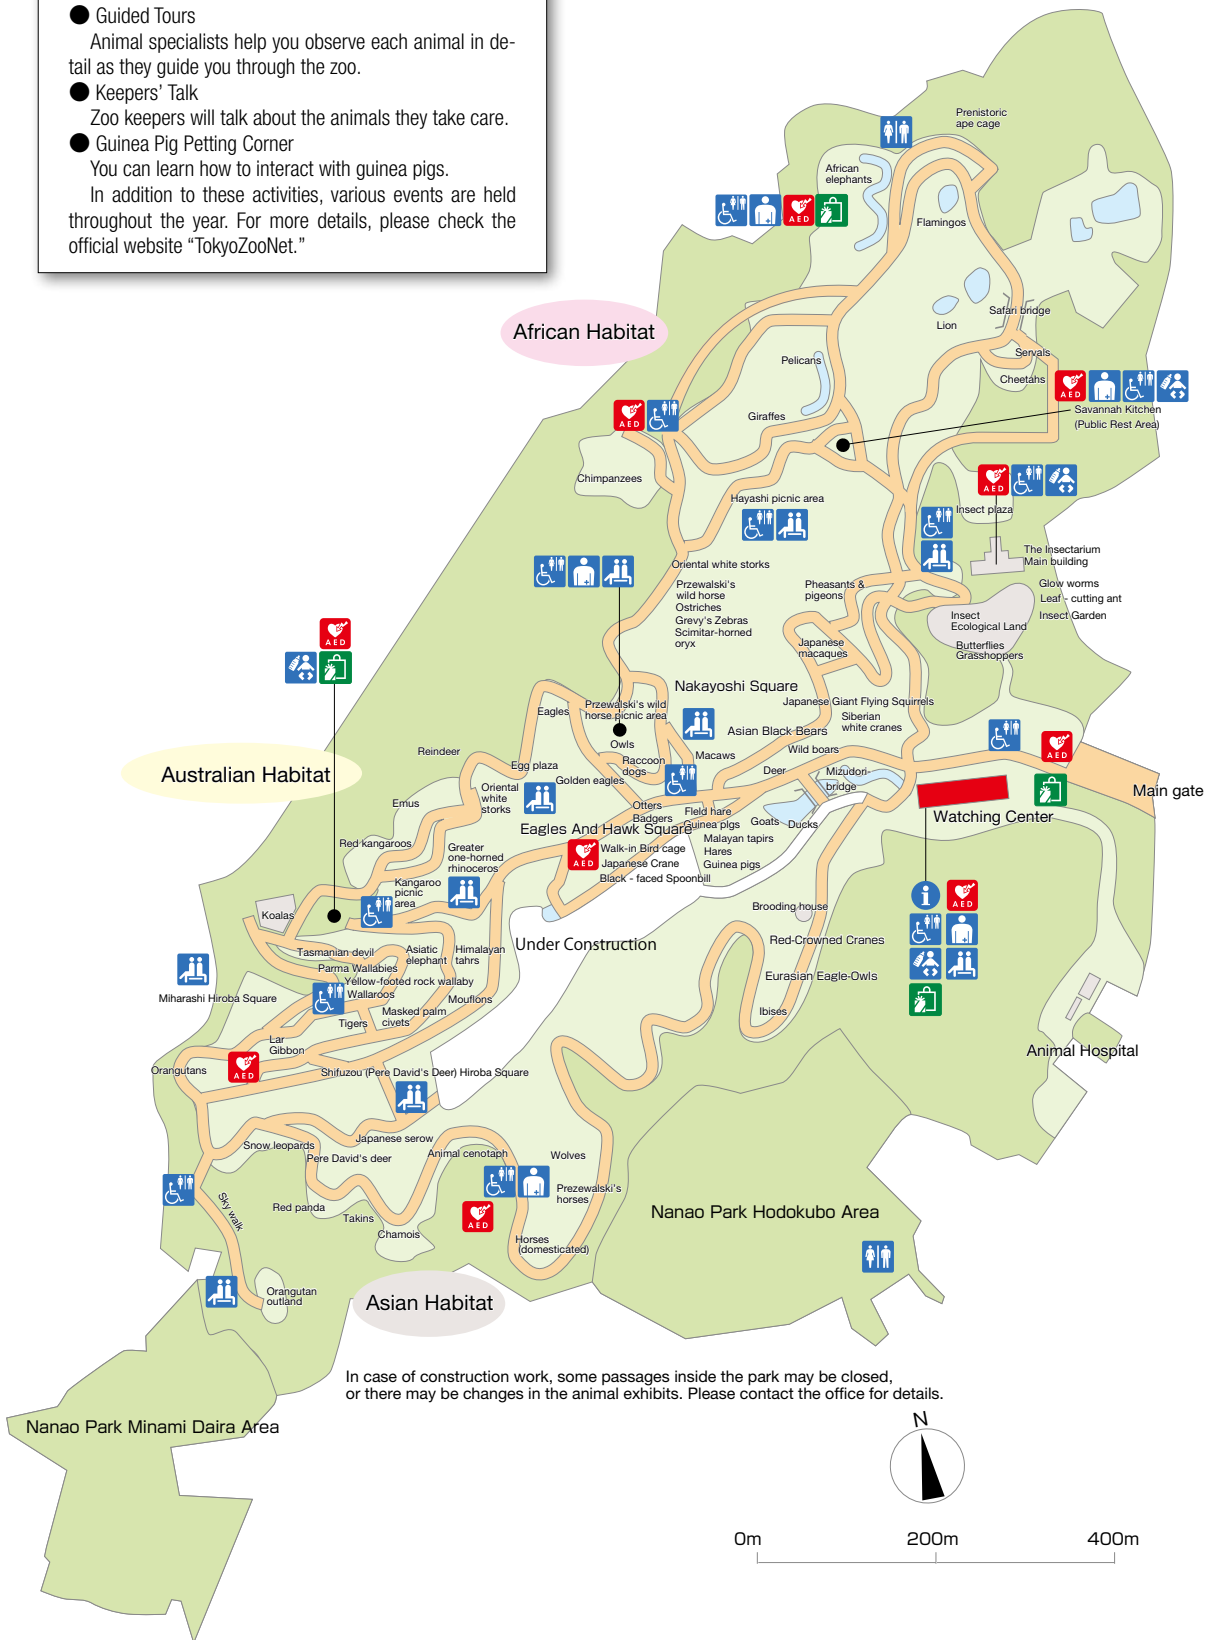 ● Guided Tours
Animal specialists help you observe each animal in de-
tail as they guide you through the zoo.
● Keepers’ Talk
Zoo keepers will talk about the animals they take care.
● Guinea Pig Petting Corner
You can learn how to interact with guinea pigs.
In addition to these activities, various events are held
throughout the year. For more details, please check the
official website “TokyoZooNet.”
Prenistoric
ape cage
African
elephants
AED
Flamingos
African Habitat
Safari bridge
Lion
Servals
Pelicans
Cheetahs
AED
Savannah Kitchen
(Public Rest Area)
AED
Giraffes
Chimpanzees
AED
Hayashi picnic area
Insect plaza
The Insectarium
Main building
Oriental white storks
Przewalski's
wild horse
Ostriches
Grevy's Zebras
Scimitar-horned
oryx
Pheasants &
pigeons
Glow worms
Leaf - cutting ant
Insect Garden
Insect
Ecological Land
Butterflies
Grasshoppers
Japanese
macaques
AED
Nakayoshi Square
Japanese Giant Flying Squirrels
Siberian
white cranes
Eagles
Przewalski's wild
horse picnic area
Asian Black Bears
Wild boars
Owls
Raccoon
dogs
Macaws
AED
Reindeer
Egg plaza
Golden eagles
Deer
Mizudori-
bridge
Main gate
Australian Habitat
Oriental
white
storks
Emus
Otters
Badgers
Fleld hare
Guinea pigs
Goats
Ducks
Watching Center
Eagles And Hawk Square
Malayan tapirs
Hares
Guinea pigs
Red kangaroos
Greater
one-horned
rhinoceros
AED
Walk-in Bird cage
Japanese Crane
Black - faced Spoonbill
Kangaroo
picnic
area
Koalas
i
AED
Brooding house
Under Construction
Red-Crowned Cranes
Tasmanian devil
Asiatic
elephant
Himalayan
tahrs
Parma Wallabies
Yellow-footed rock wallaby
Wallaroos
Eurasian Eagle-Owls
Miharashi Hiroba Square
Mouflons
Masked palm
civets
Tigers
Ibises
Lar
Gibbon
AED
Orangutans
Shifuzou (Pere David's Deer) Hiroba Square
Animal Hospital
Japanese serow
Snow leopards
Pere David's deer
Animal cenotaph
Wolves
Prezewalski's
horses
Sky walk
Red panda
Takins
Chamois
AED
Horses
(domesticated)
Nanao Park Hodokubo Area
Orangutan
outland
Asian Habitat
In case of construction work, some passages inside the park may be closed,
or there may be changes in the animal exhibits. Please contact the office for details.
Nanao Park Minami Daira Area
N
0m
200m
400m